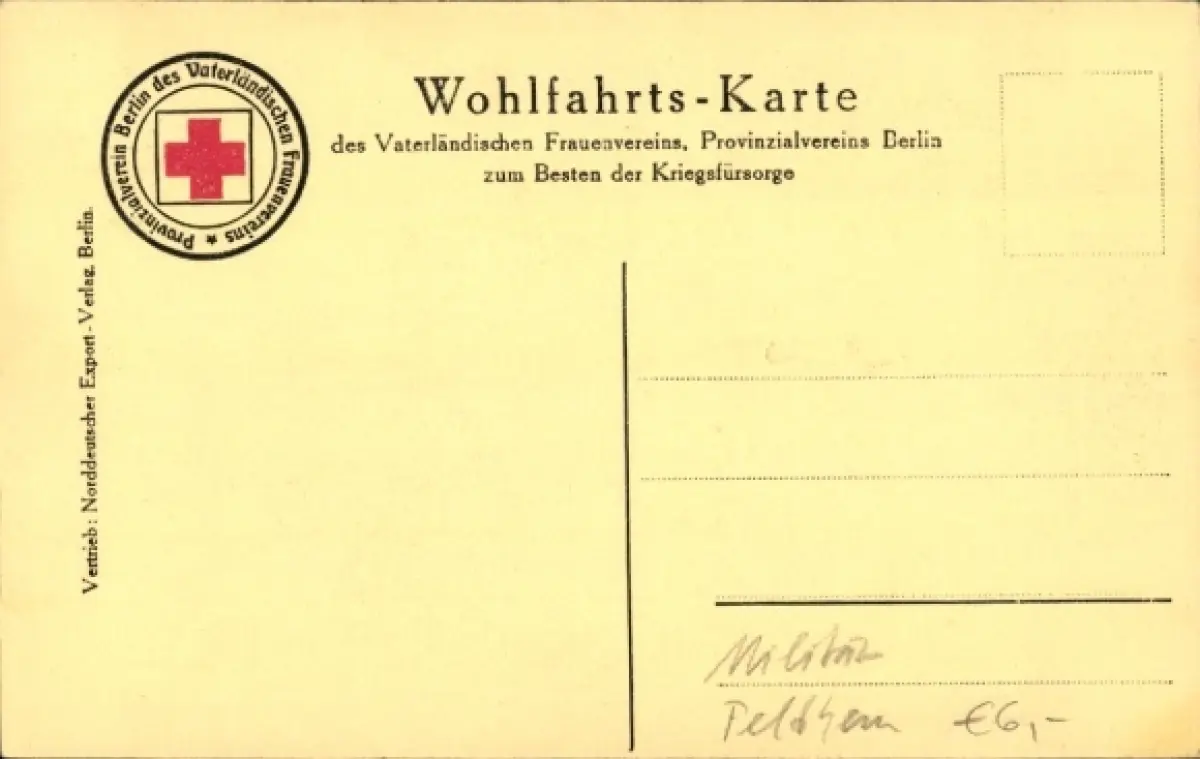 Provinzialverein Berlin des Vaterländischen Frauenvereins ★
Wohlfahrts-Karte
des Vaterländischen Frauenvereins, Provinzialvereins Berlin
zum Besten der Kriegsfürsorge
Vertrieb: Norddeutscher Export-Verlag, Berlin.
Militär
€6,-